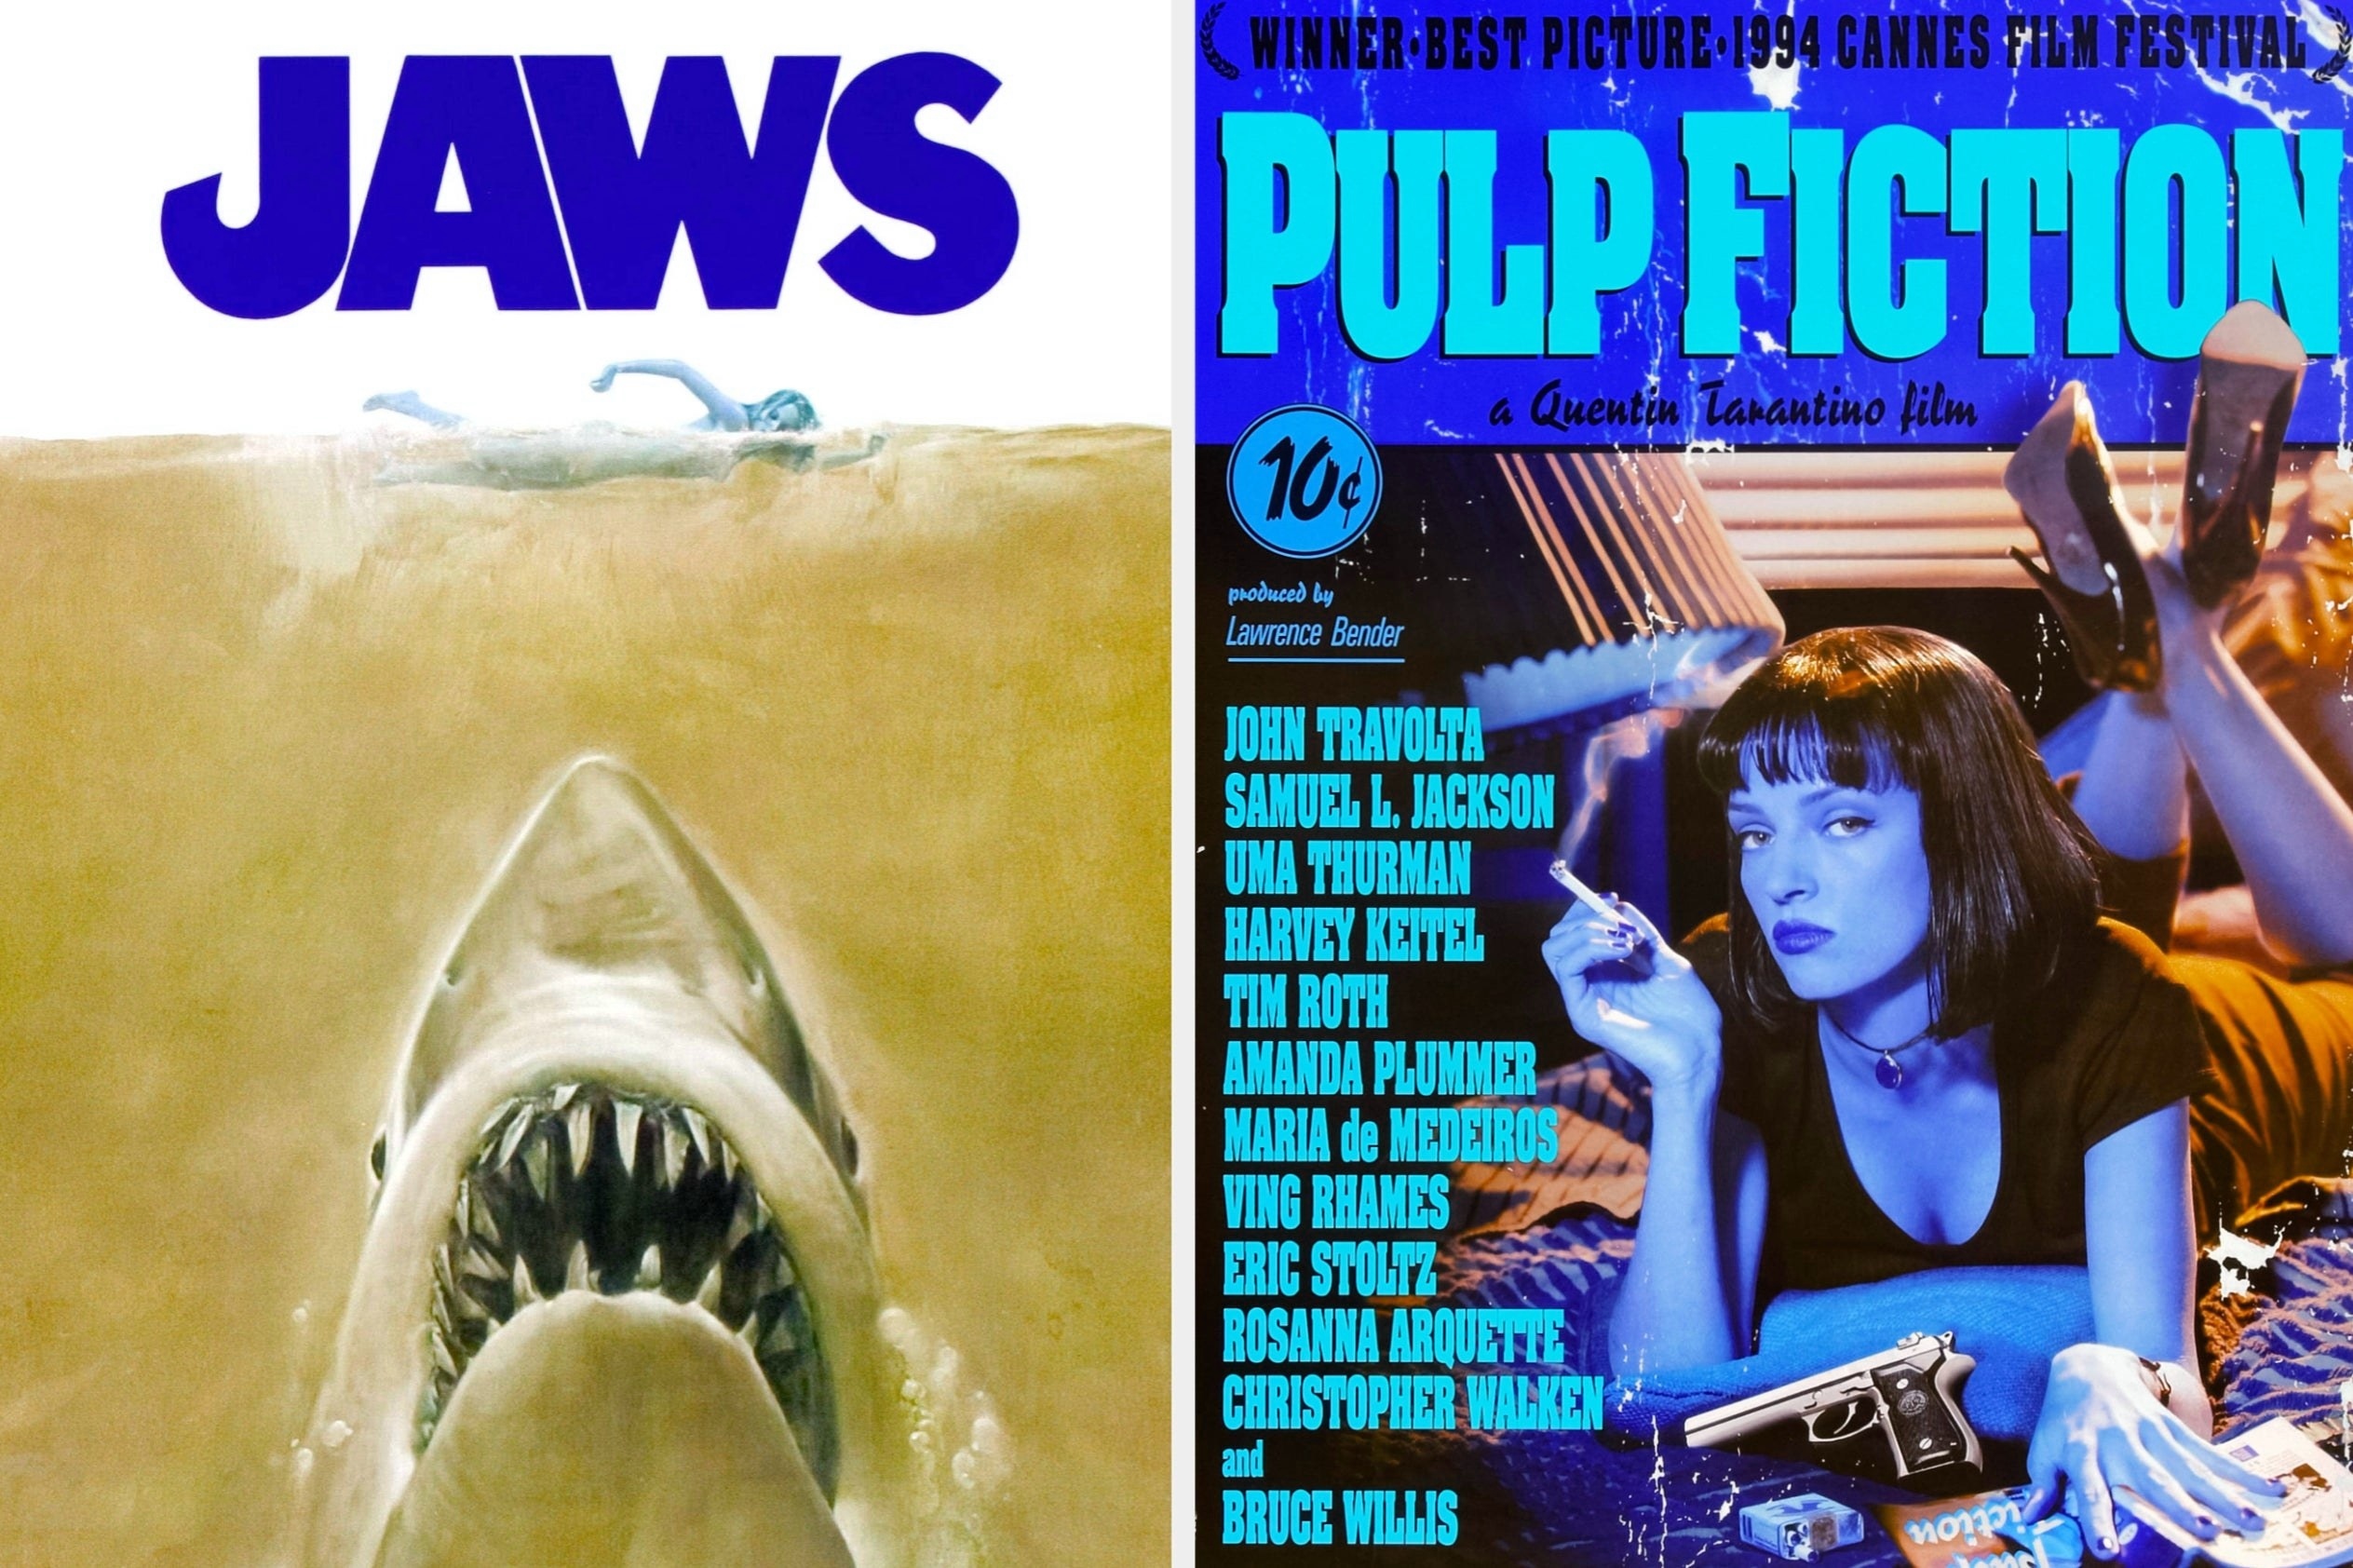 JAWS
WINNER•BEST PICTURE•1994 CANNES FILM FESTIVAL
PULP FICTION
a Quentin Tarantino film
10¢
produced by
Lawrence Bender
JOHN TRAVOLTA
SAMUEL L. JACKSON
UMA THURMAN
HARVEY KEITEL
TIM ROTH
AMANDA PLUMMER
MARIA de MEDEIROS
VING RHAMES
ERIC STOLTZ
ROSANNA ARQUETTE
CHRISTOPHER WALKEN
and
BRUCE WILLIS
iction